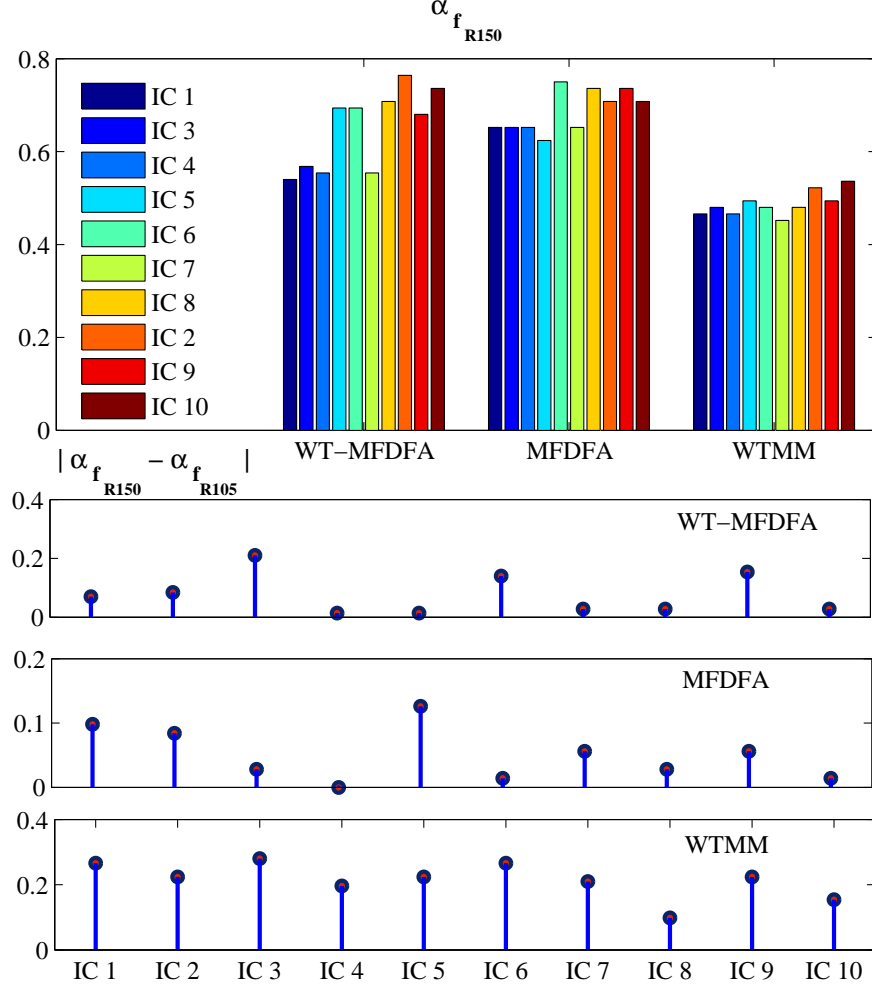 α f R150
0.8
0.6
0.4
0.2
0
IC 1
IC 3
IC 4
IC 5
IC 6
IC 7
IC 8
IC 2
IC 9
IC 10
WT−MFDFA MFDFA WTMM
| α f R150 − α f R105 |
0.4
0.2
0
WT−MFDFA
0.2
0.1
0
MFDFA
0.4
0.2
0
WTMM
IC 1 IC 2 IC 3 IC 4 IC 5 IC 6 IC 7 IC 8 IC 9 IC 10